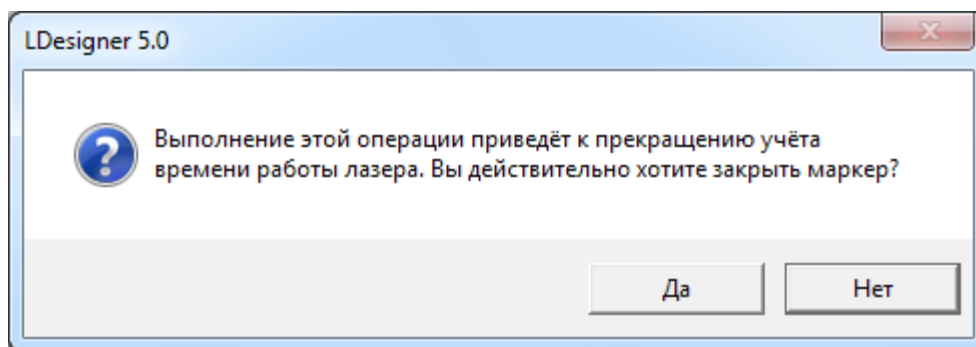 LDesigner 5.0
Выполнение этой операции приведёт к прекращению учёта
времени работы лазера. Вы действительно хотите закрыть маркер?
Да
Нет